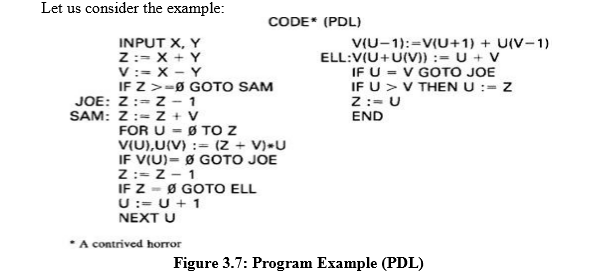 Let us consider the example:
CODE* (PDL)
INPUT X, Y
Z := X + Y
V := X – Y
IF Z >=Ø GOTO SAM
JOE: Z := Z – 1
SAM: Z := Z + V
FOR U = Ø TO Z
V(U),U(V) := (Z + V)*U
IF V(U)= Ø GOTO JOE
Z := Z – 1
IF Z = Ø GOTO ELL
U := U + 1
NEXT U
V(U–1):=V(U+1) + U(V–1)
ELL:V(U+U(V)) := U + V
IF U = V GOTO JOE
IF U > V THEN U := Z
Z := U
END
* A contrived horror
Figure 3.7: Program Example (PDL)